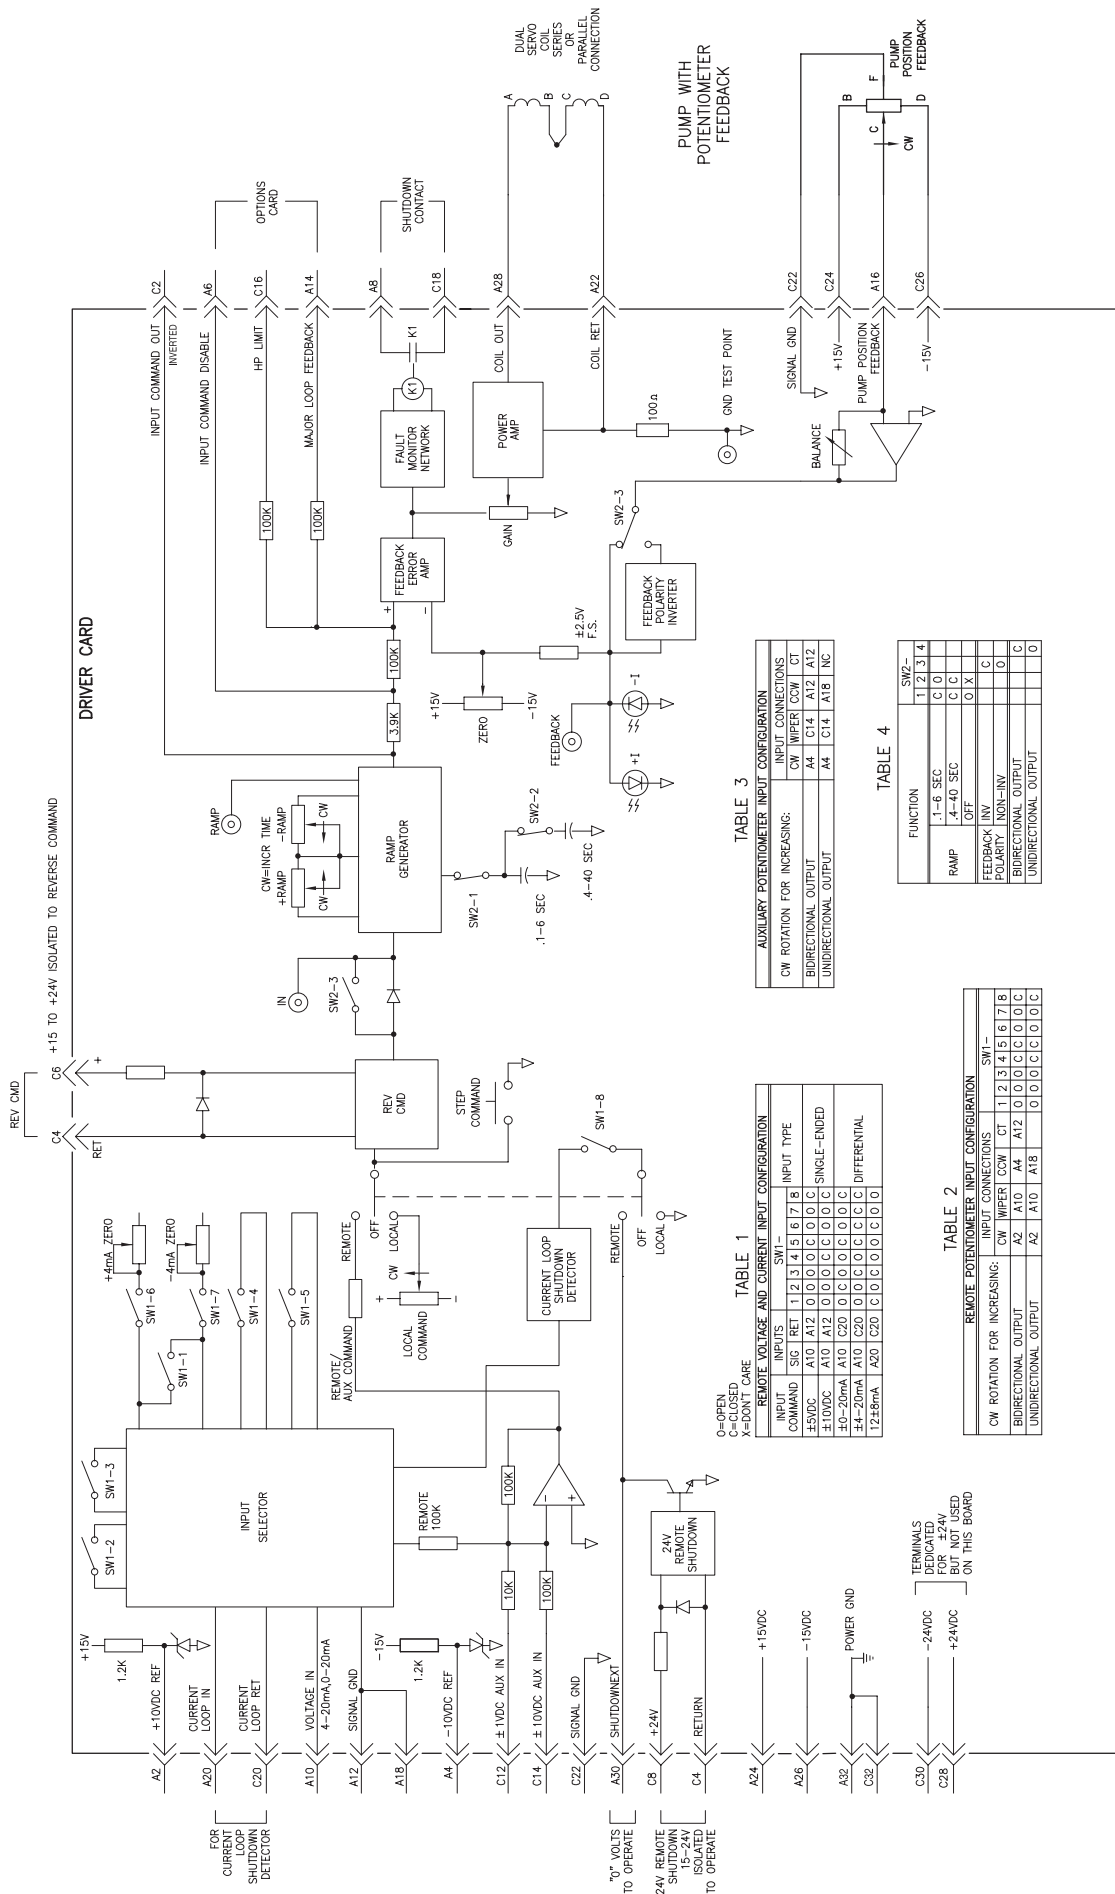 DRIVER CARD
REV CMD
C4
C6
+15 TO +24V ISOLATED TO REVERSE COMMAND
RET
+
FOR
CURRENT
LOOP
SHUTDOWN
DETECTOR
A2
+10VDC REF
+15V
1.2K
A20
CURRENT
LOOP IN
C20
CURRENT
LOOP RET
A10
VOLTAGE IN
4-20mA,0-20mA
A12
SIGNAL GND
A18
A4
-10VDC REF
-15V
1.2K
C12
±1VDC AUX IN
C14
±10VDC AUX IN
C22
SIGNAL GND
"0" VOLTS
TO OPERATE
A30
SHUTDOWNEXT
24V REMOTE
SHUTDOWN
15-24V
ISOLATED
TO OPERATE
C8
+24V
C4
RETURN
A24
+15VDC
A26
-15VDC
A32
C32
POWER GND
C30
-24VDC
C28
+24VDC
TERMINALS
DEDICATED
FOR ±24V
BUT NOT USED
ON THIS BOARD
INPUT
SELECTOR
SW1-2
SW1-3
SW1-1
SW1-6
+4mA ZERO
SW1-7
-4mA ZERO
SW1-4
SW1-5
REMOTE
100K
10K
100K
100K
-
+
24V
REMOTE
SHUTDOWN
REMOTE/
AUX COMMAND
REMOTE
OFF
LOCAL
CW
+
-
LOCAL
COMMAND
CURRENT LOOP
SHUTDOWN
DETECTOR
REMOTE
OFF
LOCAL
SW1-8
STEP
COMMAND
REV
CMD
IN
SW2-3
RAMP
CW=INCR TIME
+RAMP
-RAMP
CW
CW
RAMP
GENERATOR
SW2-1
SW2-2
.1-6 SEC
.4-40 SEC
3.9K
100K
100K
100K
INPUT COMMAND OUT
INVERTED
C2
INPUT COMMAND DISABLE
A6
HP LIMIT
C16
MAJOR LOOP FEEDBACK
A14
OPTIONS
CARD
+
-
FEEDBACK
ERROR
AMP
FAULT
MONITOR
NETWORK
K1
K1
A8
C18
SHUTDOWN
CONTACT
GAIN
POWER
AMP
COIL OUT
A28
COIL RET
A22
100Ω
GND TEST POINT
A
B
C
D
DUAL
SERVO
COIL
SERIES
OR
PARALLEL
CONNECTION
+15V
-15V
ZERO
±2.5V
F.S.
FEEDBACK
+I
-I
FEEDBACK
POLARITY
INVERTER
SW2-3
BALANCE
SIGNAL GND
C22
+15V
C24
PUMP POSITION
FEEDBACK
A16
-15V
C26
PUMP WITH
POTENTIOMETER
FEEDBACK
B
C
CW
D
F
PUMP
POSITION
FEEDBACK
O=OPEN
C=CLOSED
X=DON'T CARE
TABLE 1
REMOTE VOLTAGE AND CURRENT INPUT CONFIGURATION
INPUT COMMAND INPUTS SW1- INPUT TYPE
SIG RET 1 2 3 4 5 6 7 8
±5VDC A10 A12
±10VDC A10 A12
SINGLE-ENDED
±0-20mA A10 C20
±4-20mA A10 C20
12±8mA A20 C20
DIFFERENTIAL
TABLE 2
REMOTE POTENTIOMETER INPUT CONFIGURATION
CW ROTATION FOR INCREASING: INPUT CONNECTIONS SW1-
CW WIPER CCW CT 1 2 3 4 5 6 7 8
BIDIRECTIONAL OUTPUT A2 A10 A4 A12 O O O C C O O C
UNIDIRECTIONAL OUTPUT A2 A10 A18 O O O C C O O C
TABLE 3
AUXILIARY POTENTIOMETER INPUT CONFIGURATION
CW ROTATION FOR INCREASING: INPUT CONNECTIONS
CW WIPER CCW CT
BIDIRECTIONAL OUTPUT A4 C14 A12 A12
UNIDIRECTIONAL OUTPUT A4 C14 A18 NC
TABLE 4
FUNCTION SW2-
1 2 3 4
RAMP
.1-6 SEC C O
.4-40 SEC C C
OFF O X
FEEDBACK POLARITY
INV C
NON-INV O
BIDIRECTIONAL OUTPUT C
UNIDIRECTIONAL OUTPUT O